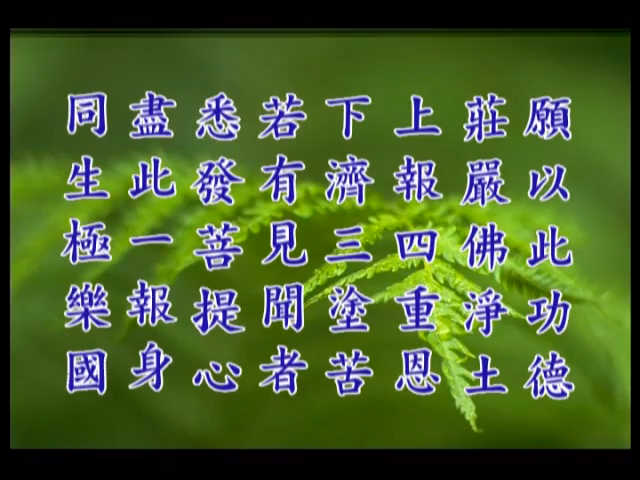 願以此功德
莊嚴佛淨土
上報四重恩
下濟三塗苦
若有見聞者
悉發菩提心
盡此一報身
同生極樂國